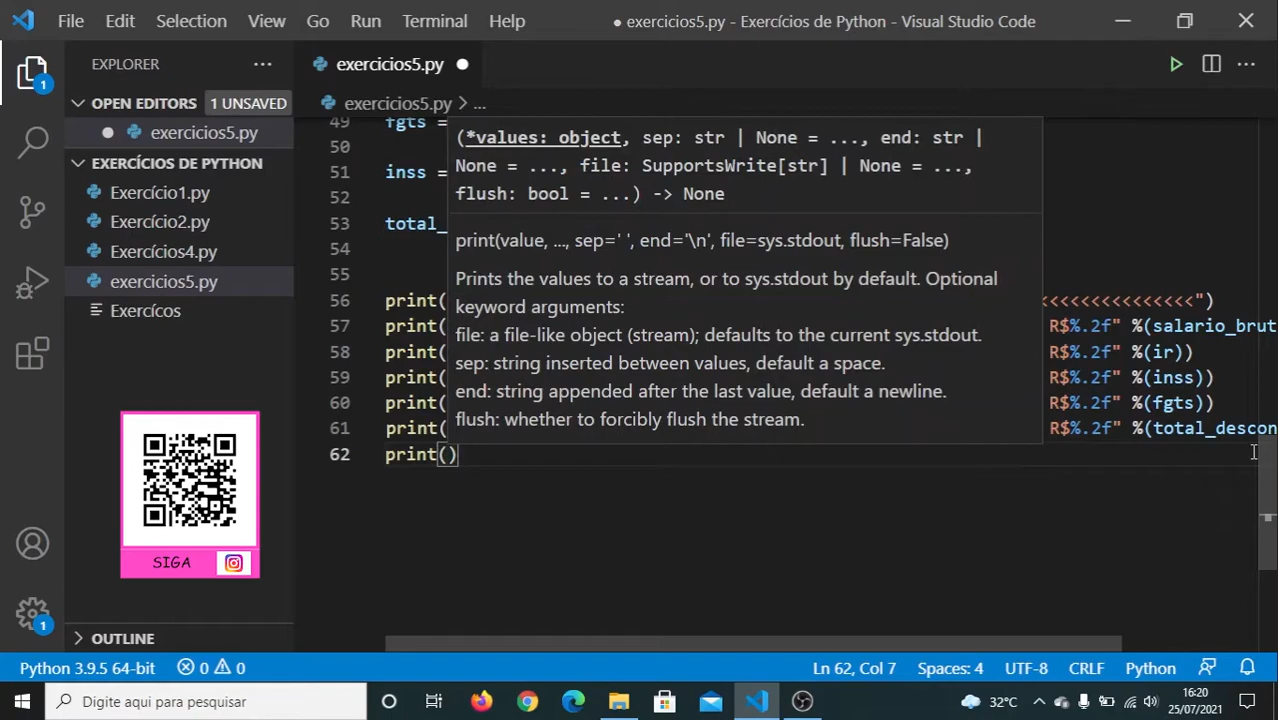 File Edit Selection View Go Run Terminal Help
● exercicios5.py - Exercícios de Python - Visual Studio Code
EXPLORER
exercicios5.py
OPEN EDITORS 1 UNSAVED
exercicios5.py
EXERCÍCIOS DE PYTHON
Exercício1.py
Exercício2.py
Exercícios4.py
exercicios5.py
Exercícos
SIGA
OUTLINE
exercicios5.py > ...
49 fgts =
50
51 inss =
52
53 total_
54
55
56 print( <<<<<<<<<<<<<<<")
57 print( R$%.2f" %(salario_brut
58 print( R$%.2f" %(ir))
59 print( R$%.2f" %(inss))
60 print( R$%.2f" %(fgts))
61 print( R$%.2f" %(total_descon
62 print()
(*values: object, sep: str | None = ..., end: str |
None = ..., file: SupportsWrite[str] | None = ...,
flush: bool = ...) -> None
print(value, ..., sep=' ', end='\n', file=sys.stdout, flush=False)
Prints the values to a stream, or to sys.stdout by default. Optional
keyword arguments:
file: a file-like object (stream); defaults to the current sys.stdout.
sep: string inserted between values, default a space.
end: string appended after the last value, default a newline.
flush: whether to forcibly flush the stream.
1
1
Python 3.9.5 64-bit 0 0 Ln 62, Col 7 Spaces: 4 UTF-8 CRLF Python
Digite aqui para pesquisar 32°C 16:20
25/07/2021